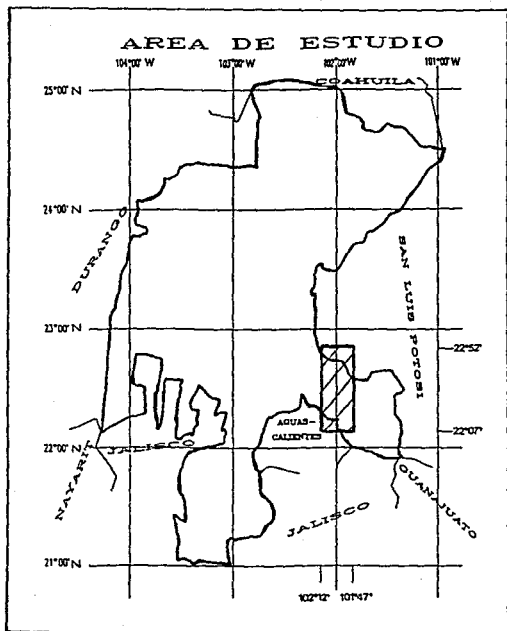 AREA DE ESTUDIO
104°00' W
103°00' W
102°00' W
101°00' W
COAHUILA
25°00' N
24°00' N
DURANGO
SAN LUIS POTOSI
23°00' N
22°52'
AGUAS-
CALIENTES
22°07'
22°00' N
JALISCO
NAYARIT
GUANAJUATO
JALISCO
21°00' N
102°12'
101°47'